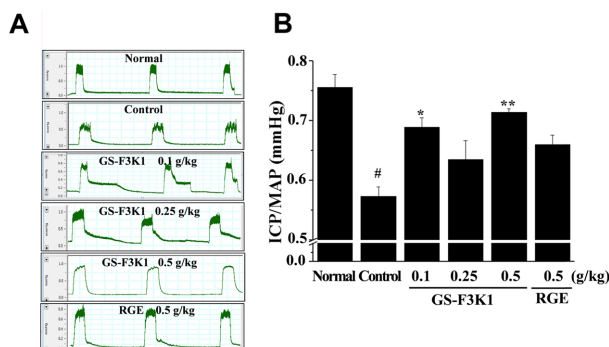 A
Normal
Control
GS-F3K1 0.1 g/kg
GS-F3K1 0.25 g/kg
GS-F3K1 0.5 g/kg
RGE 0.5 g/kg
B
ICP/MAP (mmHg)
0.8
0.7
0.6
0.5
0.0
#
*
**
Normal Control 0.1 0.25 0.5 0.5 (g/kg)
GS-F3K1 RGE